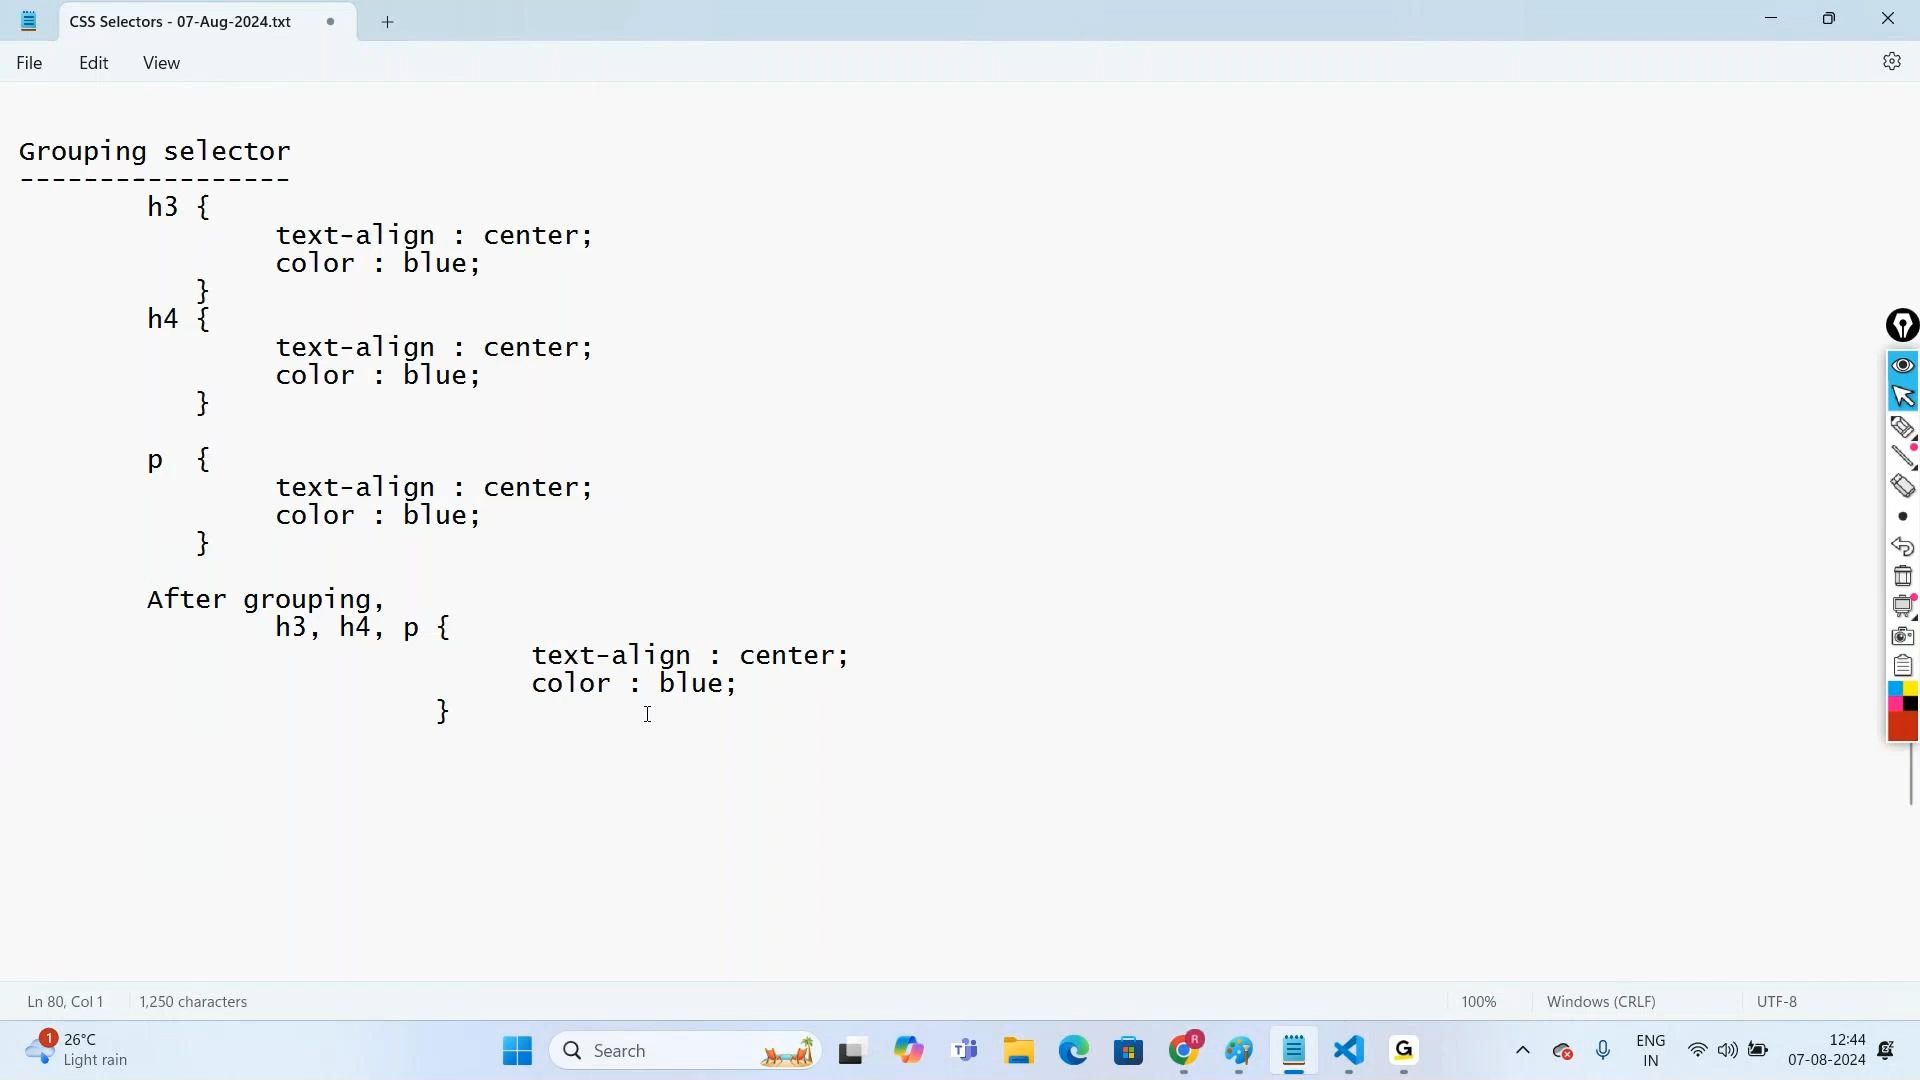 CSS Selectors - 07-Aug-2024.txt
File Edit View
Grouping selector
-----------------
h3 {
text-align : center;
color : blue;
}
h4 {
text-align : center;
color : blue;
}
p {
text-align : center;
color : blue;
}
After grouping,
h3, h4, p {
text-align : center;
color : blue;
}
Ln 80, Col 1 1,250 characters 100% Windows (CRLF) UTF-8
1 26°C
Light rain
Search
R
G
ENG
IN
12:44
07-08-2024